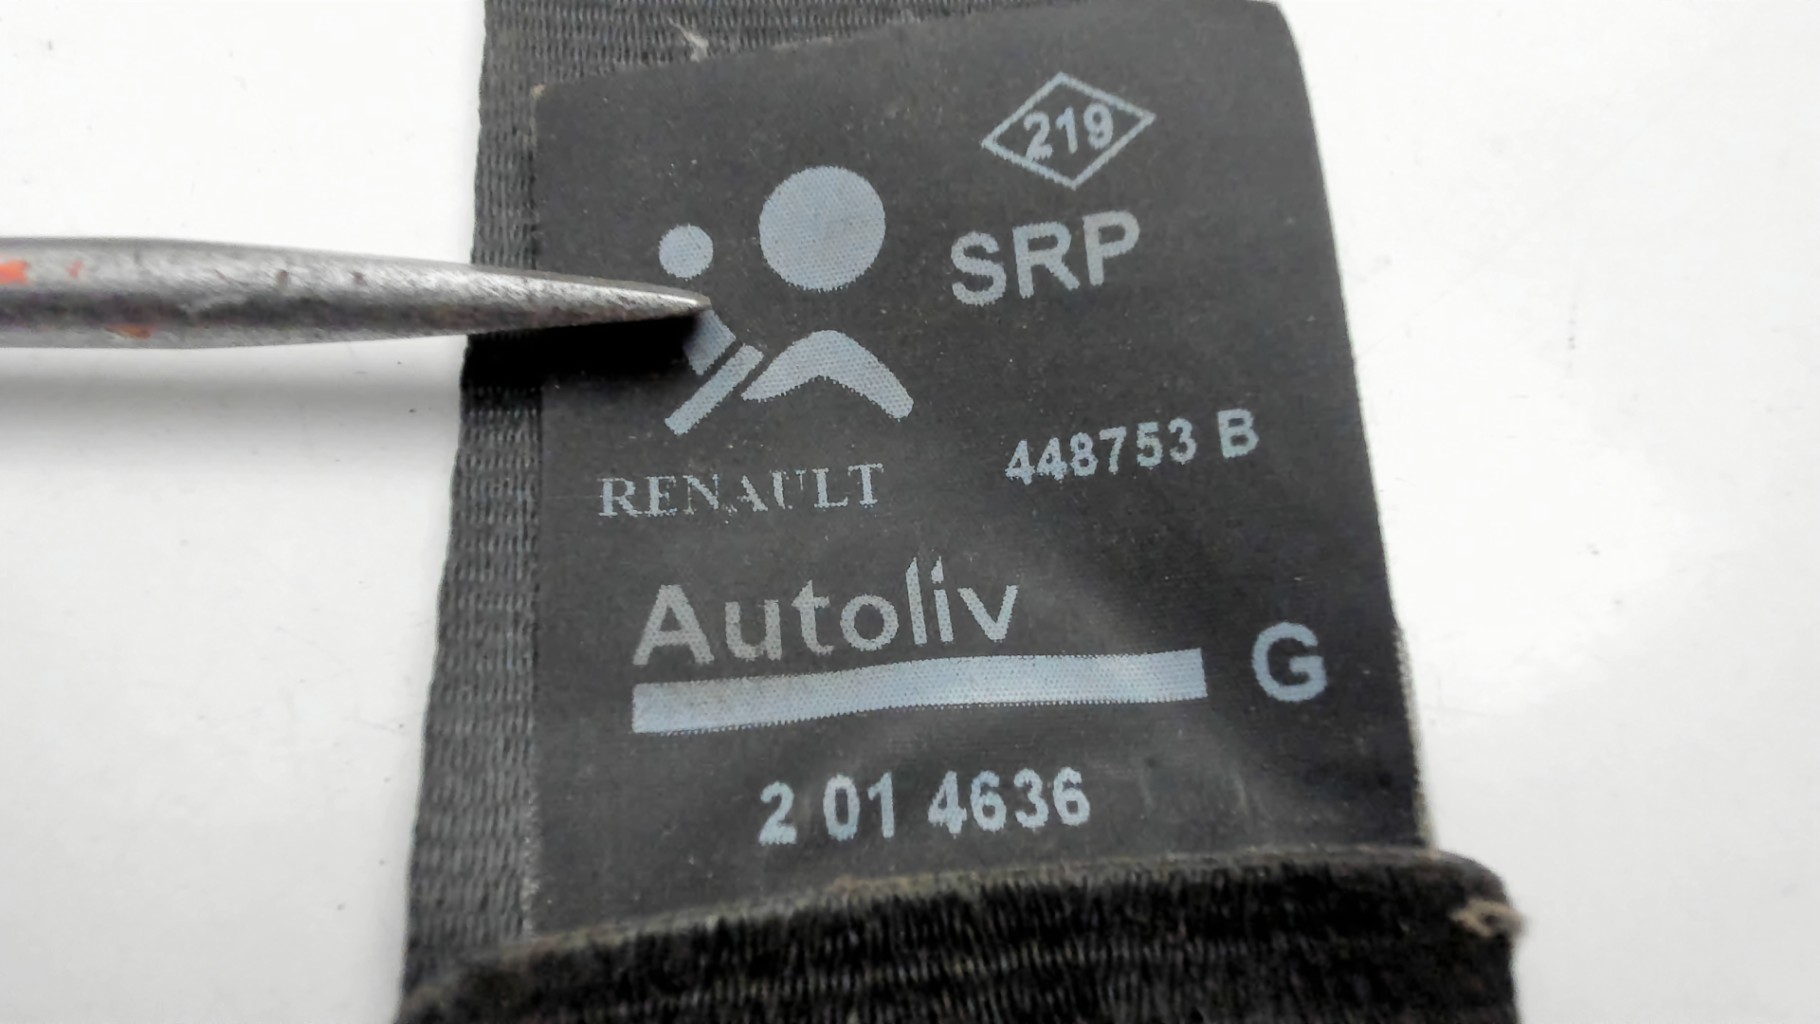 219
SRP
448753 B
RENAULT
Autoliv
G
2 01 4636